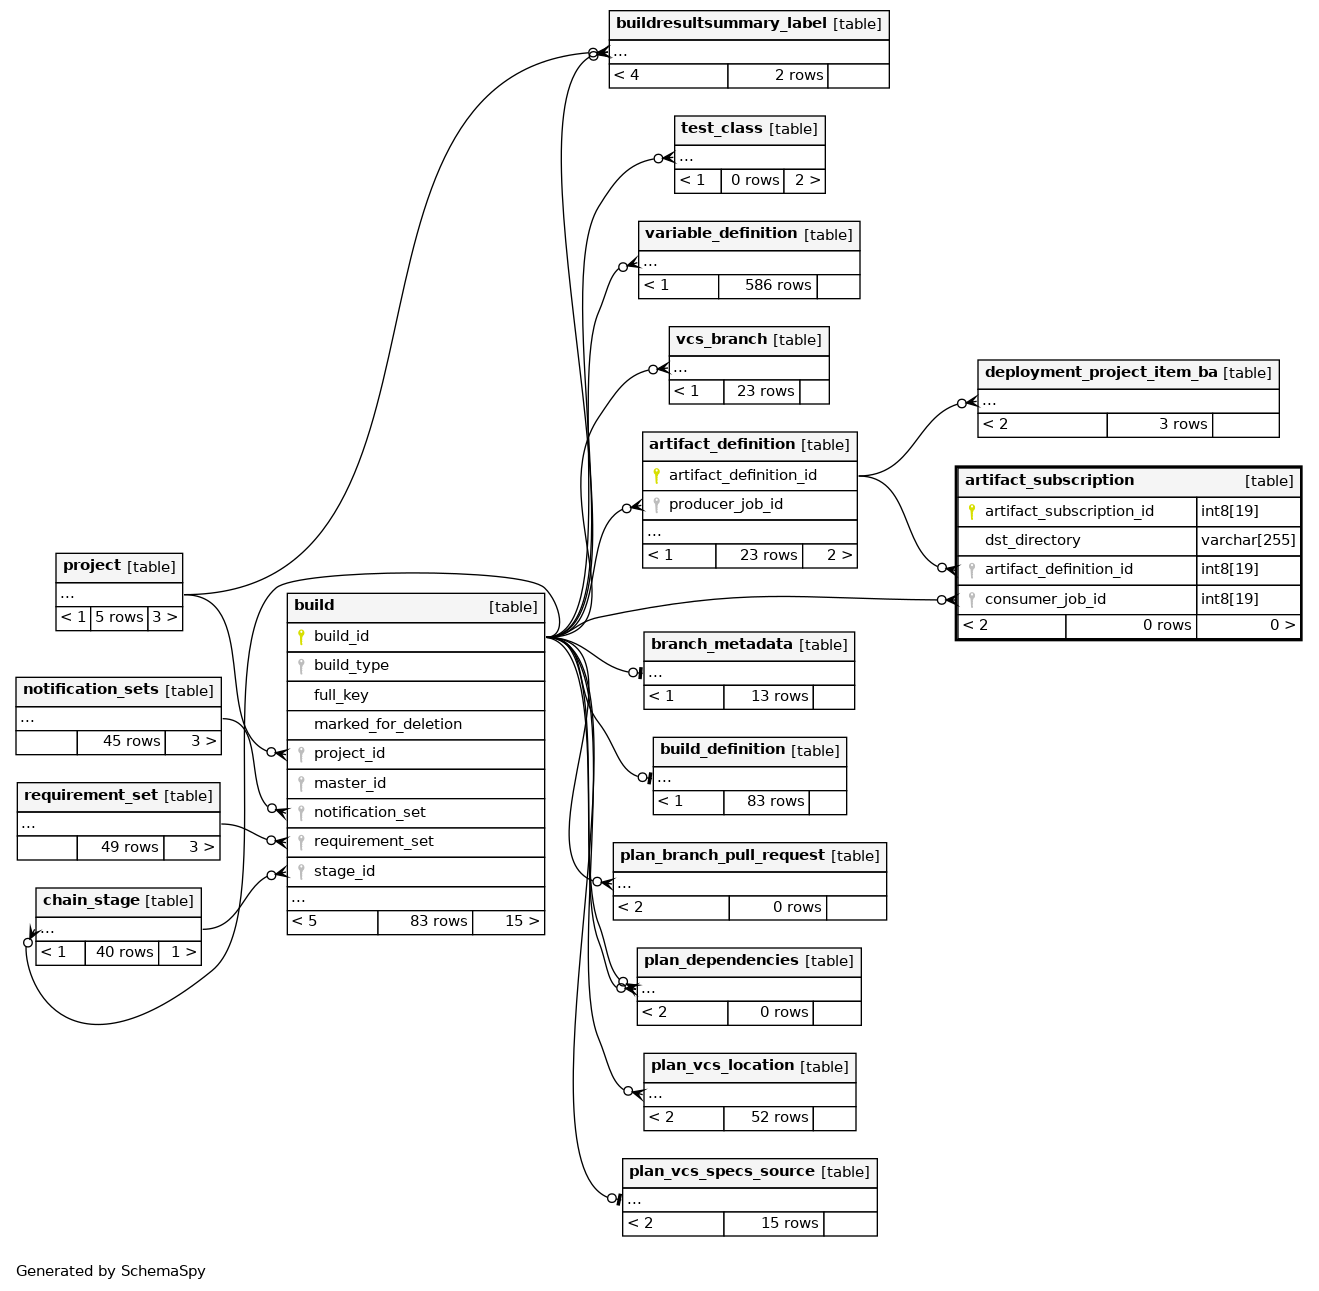 buildresultsummary_label [table]
...
< 4 2 rows
test_class [table]
...
< 1 0 rows 2 >
variable_definition [table]
...
< 1 586 rows
vcs_branch [table]
...
< 1 23 rows
artifact_definition [table]
artifact_definition_id
producer_job_id
...
< 1 23 rows 2 >
deployment_project_item_ba [table]
...
< 2 3 rows
artifact_subscription [table]
artifact_subscription_id int8[19]
dst_directory varchar[255]
artifact_definition_id int8[19]
consumer_job_id int8[19]
< 2 0 rows 0 >
project [table]
...
< 1 5 rows 3 >
notification_sets [table]
...
45 rows 3 >
requirement_set [table]
...
49 rows 3 >
chain_stage [table]
...
< 1 40 rows 1 >
build [table]
build_id
build_type
full_key
marked_for_deletion
project_id
master_id
notification_set
requirement_set
stage_id
...
< 5 83 rows 15 >
branch_metadata [table]
...
< 1 13 rows
build_definition [table]
...
< 1 83 rows
plan_branch_pull_request [table]
...
< 2 0 rows
plan_dependencies [table]
...
< 2 0 rows
plan_vcs_location [table]
...
< 2 52 rows
plan_vcs_specs_source [table]
...
< 2 15 rows
Generated by SchemaSpy